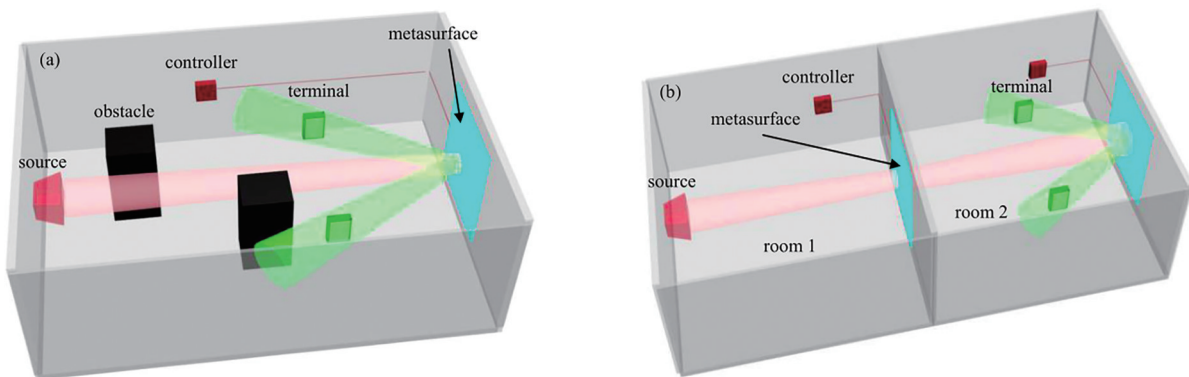 (a)
metasurface
controller
terminal
obstacle
source
(b)
controller
terminal
metasurface
source
room 2
room 1